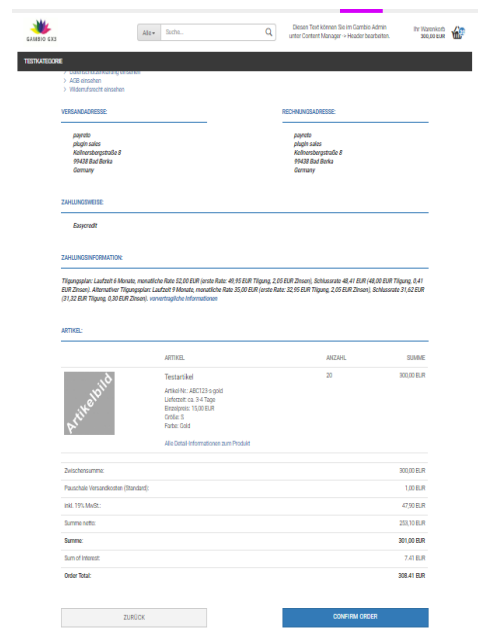 GAMBIO GX3
Alle
Suche...
Diesen Text können Sie im Gambio Admin
unter Content Manager -> Header bearbeiten.
Ihr Warenkorb
300,00 EUR
TESTKATEGORIE
Datenschutzerklärung einsehen
AGB einsehen
Widerrufsrecht einsehen
VERSANDADRESSE:
payreto
plugin sales
Kellnersbergstraße 8
99438 Bad Berka
Germany
RECHNUNGSADRESSE:
payreto
plugin sales
Kellnersbergstraße 8
99438 Bad Berka
Germany
ZAHLUNGSWEISE:
Easycredit
ZAHLUNGSINFORMATION:
Tilgungsplan: Laufzeit 6 Monate, monatliche Rate 52,00 EUR (erste Rate: 49,95 EUR Tilgung, 2,05 EUR Zinsen), Schlussrate 48,41 EUR (48,00 EUR Tilgung, 0,41
EUR Zinsen). Alternativer Tilgungsplan: Laufzeit 9 Monate, monatliche Rate 35,00 EUR (erste Rate: 32,95 EUR Tilgung, 2,05 EUR Zinsen), Schlussrate 31,62 EUR
(31,32 EUR Tilgung, 0,30 EUR Zinsen). vorvertragliche Informationen
ARTIKEL:
ARTIKEL ANZAHL SUMME
Artikelbild
Testartikel 20 300,00 EUR
Artikel-Nr.: ABC123-s-gold
Lieferzeit: ca. 3-4 Tage
Einzelpreis: 15,00 EUR
Größe: S
Farbe: Gold
Alle Detail-Informationen zum Produkt
Zwischensumme: 300,00 EUR
Pauschale Versandkosten (Standard): 1,00 EUR
inkl. 19% MwSt.: 47,90 EUR
Summe netto: 253,10 EUR
Summe: 301,00 EUR
Sum of Interest: 7.41 EUR
Order Total: 308.41 EUR
ZURÜCK
CONFIRM ORDER